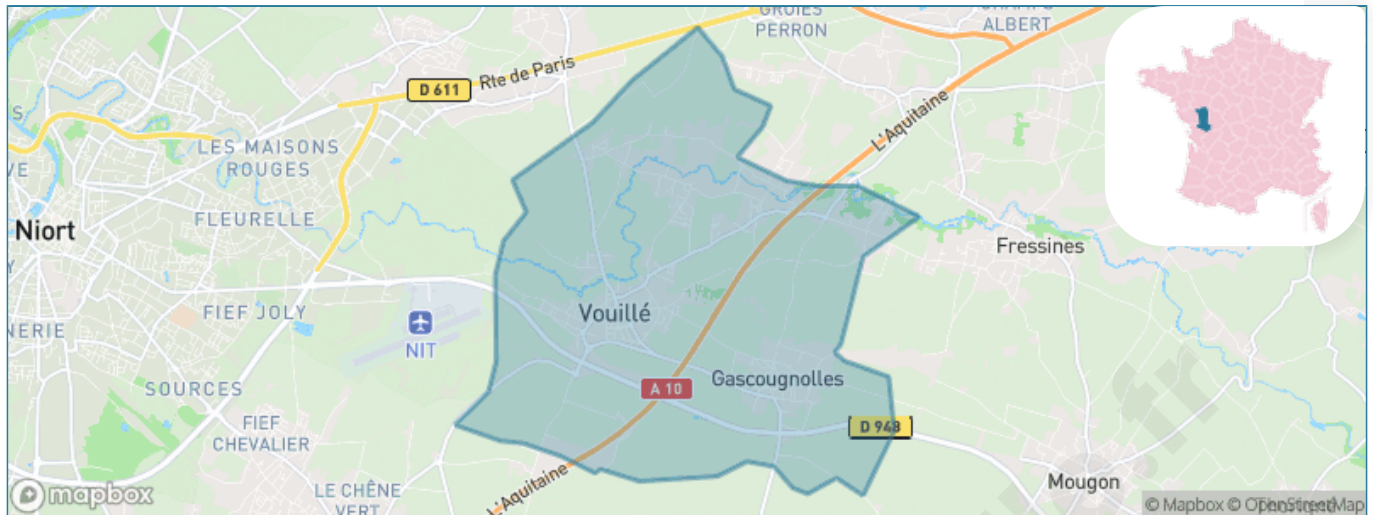 GROIES
PERRON
ALBERT
D 611
Rte de Paris
L'Aquitaine
LES MAISONS
ROUGES
FLEURELLE
Niort
Fressines
FIEF JOLY
Vouillé
NIT
SOURCES
Gascougnolles
A 10
FIEF
CHEVALIER
D 948
L'Aquitaine
LE CHÊNE
VERT
Mougon
mapbox
© Mapbox © OpenStreetMap